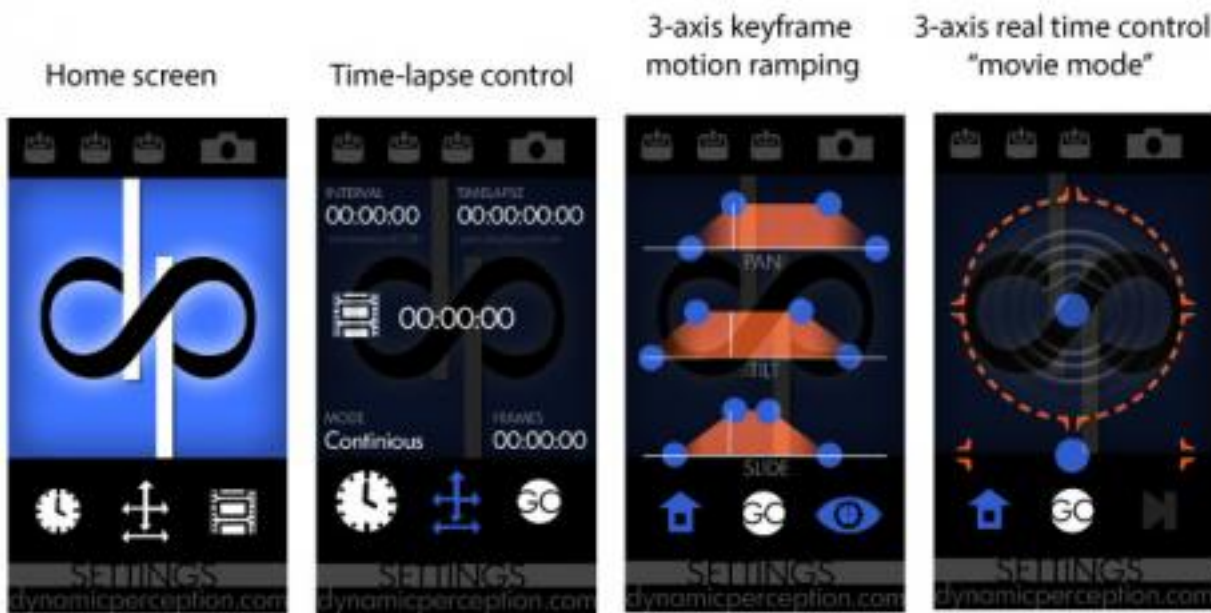 Home screen
Time-lapse control
3-axis keyframe
motion ramping
3-axis real time control
"movie mode"
INTERVAL
TIMELAPSE
00:00:00
00:00:00:00
00:00:00
MODE
FRAMES
Continious
00:00:00
GO
SETTINGS
dynamicperception.com
PAN
TILT
SLIDE
GO
SETTINGS
dynamicperception.com
GO
SETTINGS
dynamicperception.com
SETTINGS
dynamicperception.com